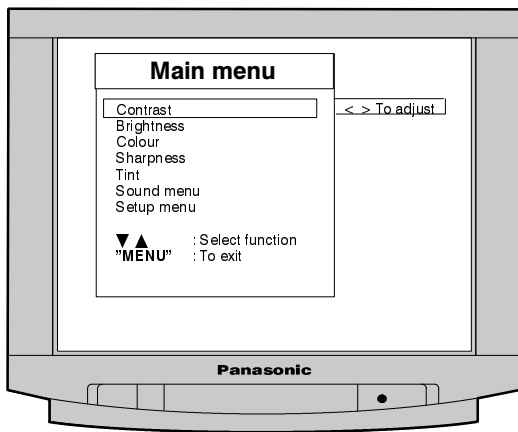 Main menu
Contrast < > To adjust
Brightness
Colour
Sharpness
Tint
Sound menu
Setup menu
▼ ▲ : Select function
"MENU" : To exit
Panasonic